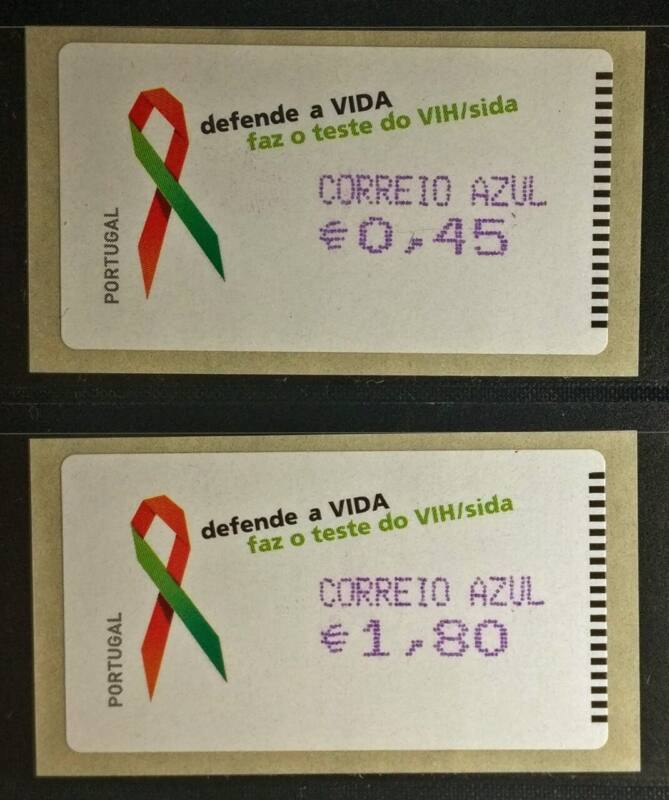 defende a VIDA
faz o teste do VIH/sida
CORREIO AZUL
€0,45
PORTUGAL
defende a VIDA
faz o teste do VIH/sida
CORREIO AZUL
€1,80
PORTUGAL